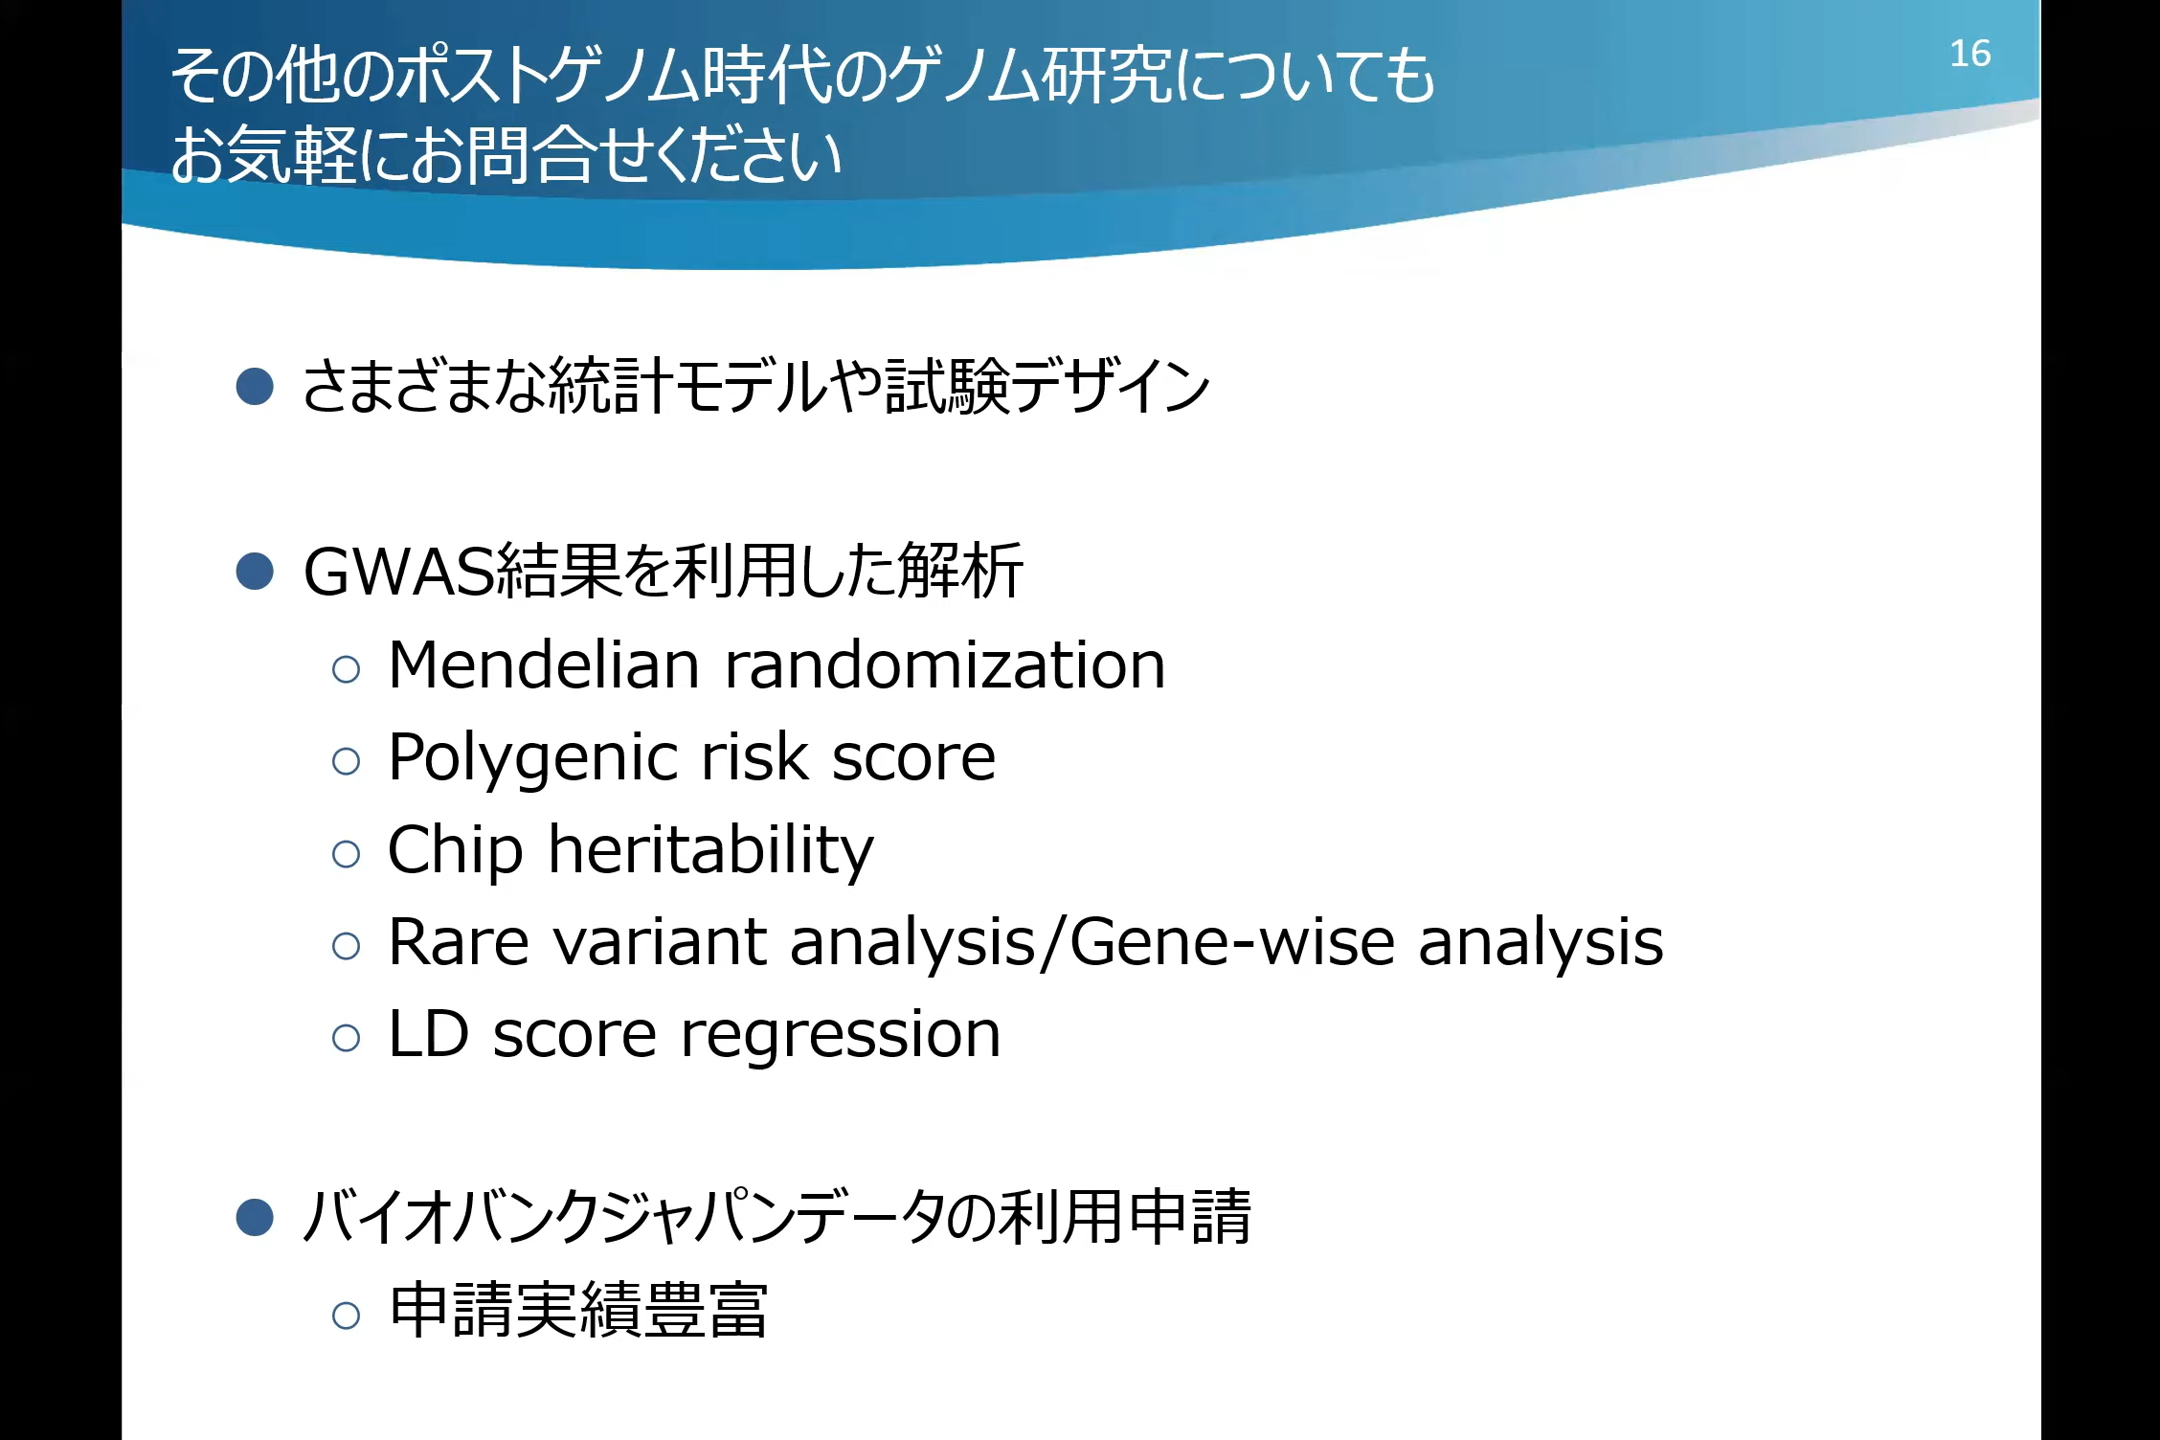 その他のポストゲノム時代のゲノム研究についても
お気軽にお問合せください
16
さまざまな統計モデルや試験デザイン
GWAS結果を利用した解析
Mendelian randomization
Polygenic risk score
Chip heritability
Rare variant analysis/Gene-wise analysis
LD score regression
バイオバンクジャパンデータの利用申請
申請実績豊富